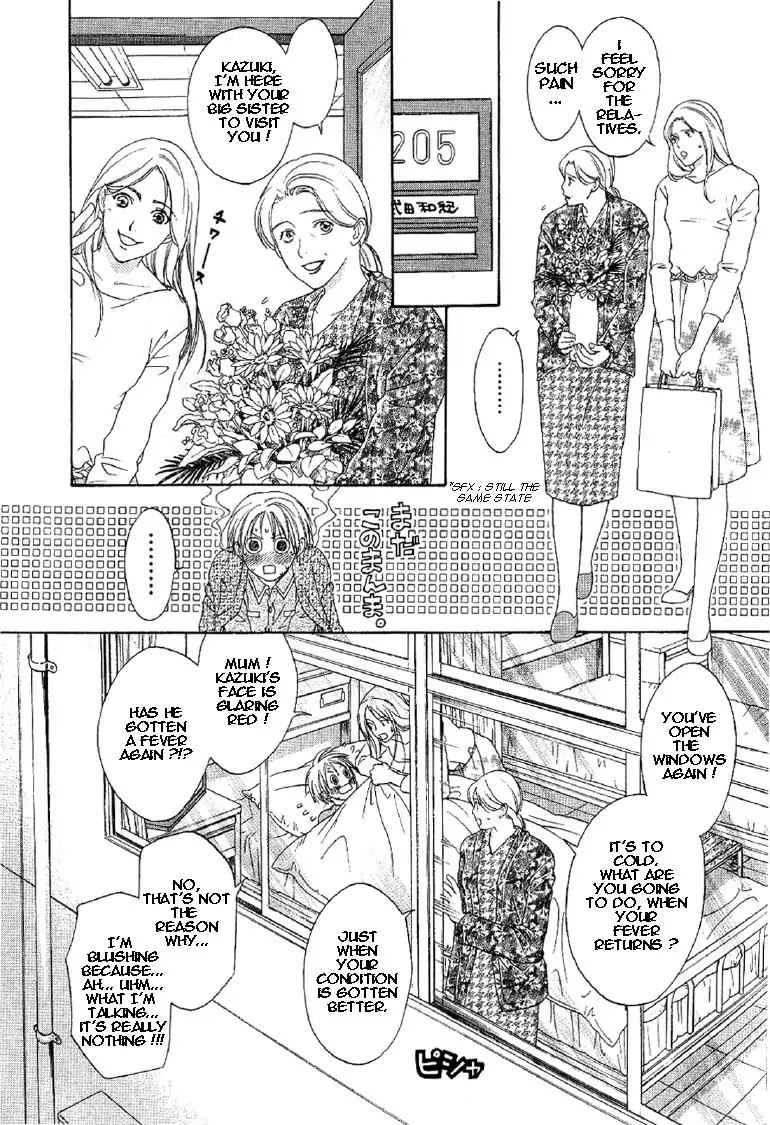 I
FEEL
SORRY
FOR
THE
RELA-
TIVES.
SUCH
PAIN
...
205
武田和紀
KAZUKI,
I'M HERE
WITH YOUR
BIG SISTER
TO VISIT
YOU !
チワース
........
*SFX : STILL THE
SAME STATE
まだ
このまんま。
......
YOU'VE
OPEN
THE
WINDOWS
AGAIN !
IT'S TO
COLD.
WHAT ARE
YOU GOING
TO DO, WHEN
YOUR
FEVER
RETURNS ?
MUM !
KAZUKI'S
FACE IS
GLARING
RED !
HAS HE
GOTTEN
A FEVER
AGAIN ?!?
JUST
WHEN
YOUR
CONDITION
IS GOTTEN
BETTER.
NO,
THAT'S NOT
THE
REASON
WHY...
I'M
BLUSHING
BECAUSE...
AH... UHM...
WHAT I'M
TALKING...
IT'S REALLY
NOTHING !!!
ピシャ